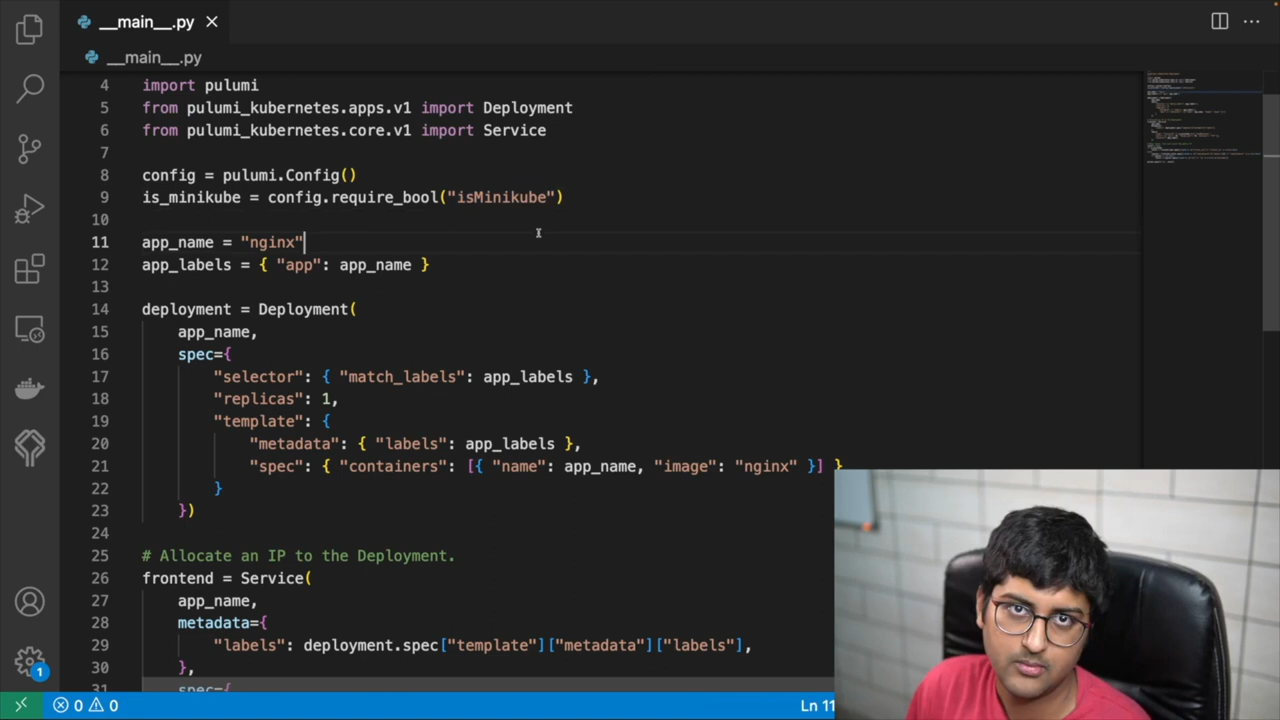 __main__.py
__main__.py
4 import pulumi
5 from pulumi_kubernetes.apps.v1 import Deployment
6 from pulumi_kubernetes.core.v1 import Service
7
8 config = pulumi.Config()
9 is_minikube = config.require_bool("isMinikube")
10
11 app_name = "nginx"
12 app_labels = { "app": app_name }
13
14 deployment = Deployment(
15 app_name,
16 spec={
17 "selector": { "match_labels": app_labels },
18 "replicas": 1,
19 "template": {
20 "metadata": { "labels": app_labels },
21 "spec": { "containers": [{ "name": app_name, "image": "nginx" }] }
22 }
23 })
24
25 # Allocate an IP to the Deployment.
26 frontend = Service(
27 app_name,
28 metadata={
29 "labels": deployment.spec["template"]["metadata"]["labels"],
30 },
31 spec={
1
0 0
Ln 11